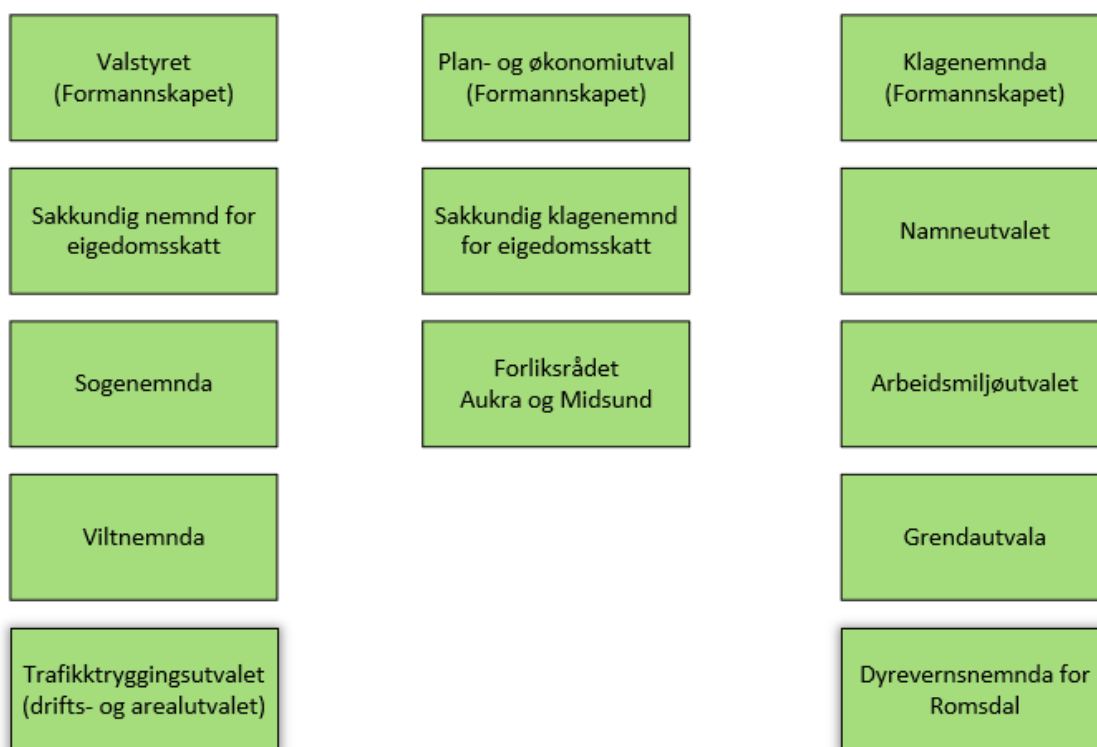 Valstyret
(Formannskapet)
Plan- og økonomiutval
(Formannskapet)
Klagenemnda
(Formannskapet)
Sakkundig nemnd for
eigedomsskatt
Sakkundig klagenemnd
for eigedomsskatt
Namneutvalet
Sogenemnda
Forliksrådet
Aukra og Midsund
Arbeidsmiljøutvalet
Viltnemnda
Grendautvala
Trafikktryggingsutvalet
(drifts- og arealutvalet)
Dyrevernsnemnda for
Romsdal